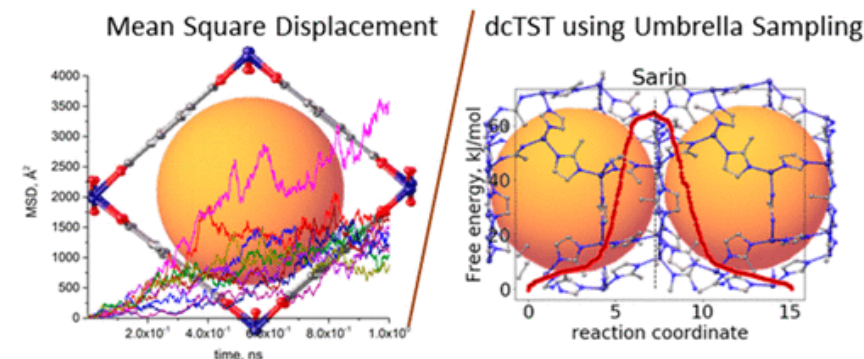 Mean Square Displacement
dcTST using Umbrella Sampling
4000
3500
3000
2500
2000
1500
1000
500
0
MSD, Å²
2.0x10⁻¹ 4.0x10⁻¹ 6.0x10⁻¹ 8.0x10⁻¹ 1.0x10⁰
time, ns
Sarin
Free energy, kJ/mol
60
40
20
0
0 5 10 15
reaction coordinate